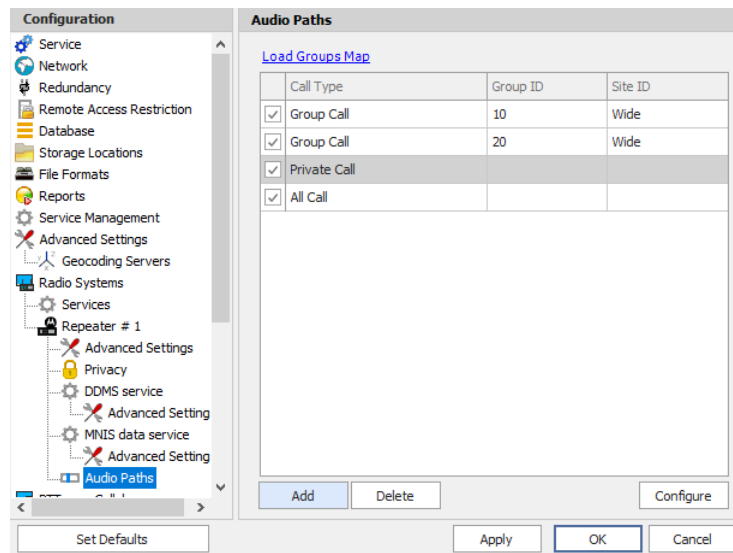 Configuration
Service
Network
Redundancy
Remote Access Restriction
Database
Storage Locations
File Formats
Reports
Service Management
Advanced Settings
Geocoding Servers
Radio Systems
Services
Repeater # 1
Advanced Settings
Privacy
DDMS service
Advanced Setting
MNIS data service
Advanced Setting
Audio Paths
Set Defaults
Audio Paths
Load Groups Map
Call Type Group ID Site ID
Group Call 10 Wide
Group Call 20 Wide
Private Call
All Call
Add Delete Configure
Apply OK Cancel